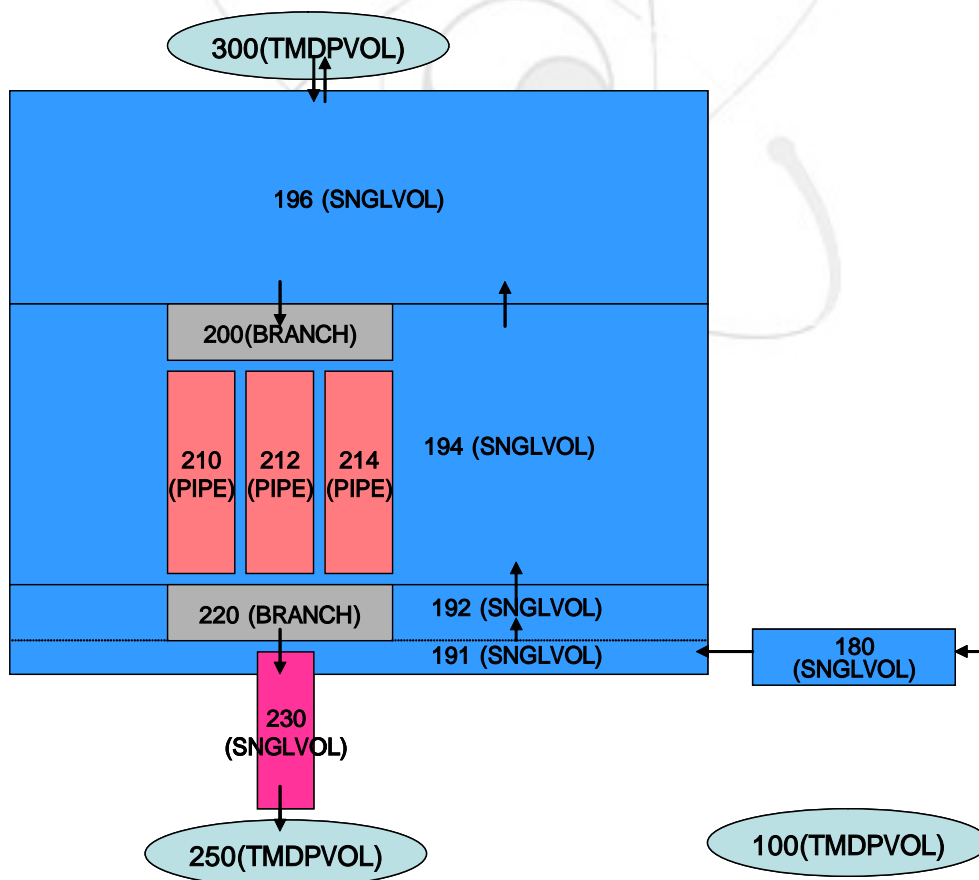 300(TMDPVOL)
196 (SNGLVOL)
200(BRANCH)
210
(PIPE)
212
(PIPE)
214
(PIPE)
194 (SNGLVOL)
220 (BRANCH)
192 (SNGLVOL)
191 (SNGLVOL)
180
(SNGLVOL)
230
(SNGLVOL)
250(TMDPVOL)
100(TMDPVOL)